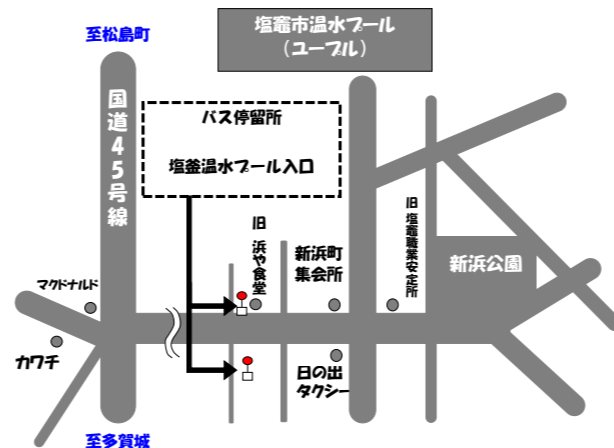 塩竈市温水プール
(ユープル)
至松島町
国道45号線
バス停留所
塩釜温水プール入口
旧 浜や食堂
新浜町
集会所
旧 塩竈職業安定所
新浜公園
マクドナルド
カワチ
日の出
タクシー
至多賀城